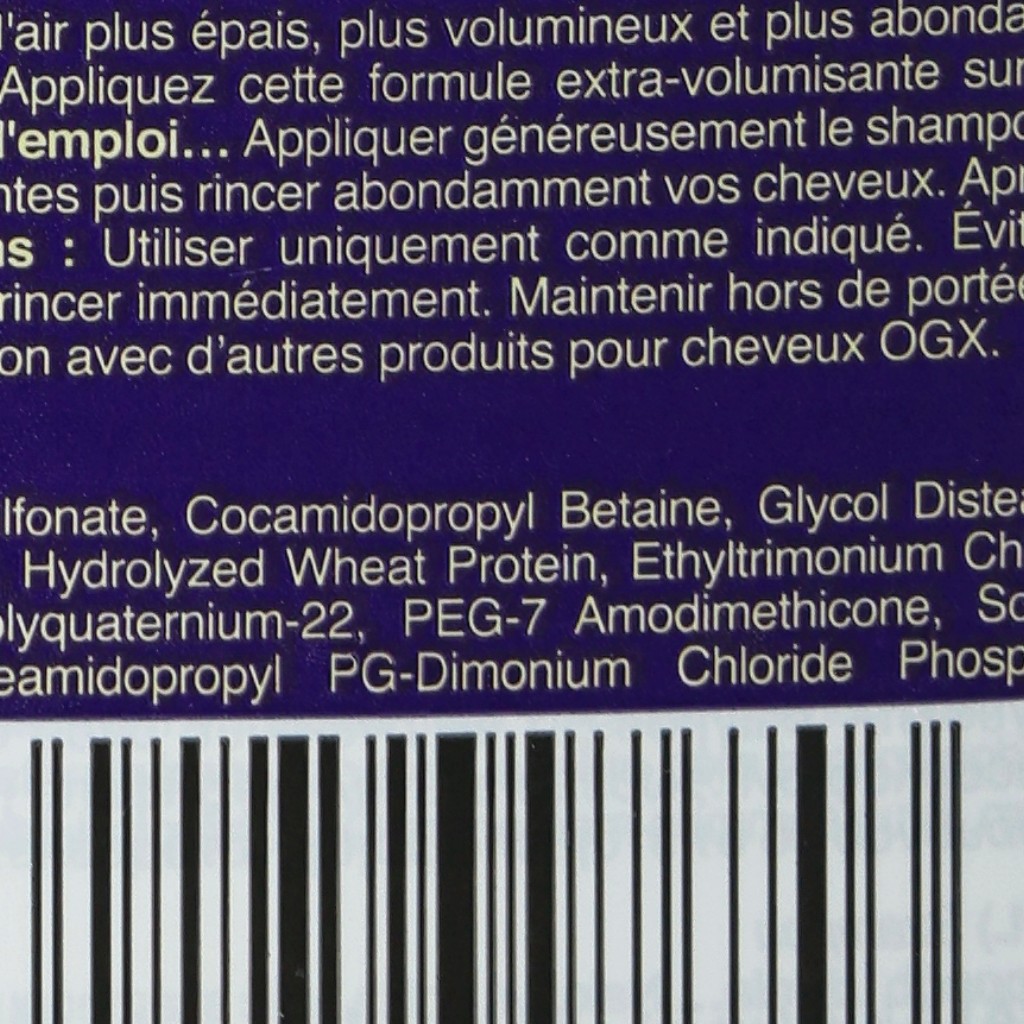 l'air plus épais, plus volumineux et plus abonda
Appliquez cette formule extra-volumisante sur
l'emploi... Appliquer généreusement le shampo
ntes puis rincer abondamment vos cheveux. Apr
ns : Utiliser uniquement comme indiqué. Évit
rincer immédiatement. Maintenir hors de portée
on avec d'autres produits pour cheveux OGX.
lfonate, Cocamidopropyl Betaine, Glycol Distea
Hydrolyzed Wheat Protein, Ethyltrimonium Ch
olyquaternium-22, PEG-7 Amodimethicone, So
eamidopropyl PG-Dimonium Chloride Phosp